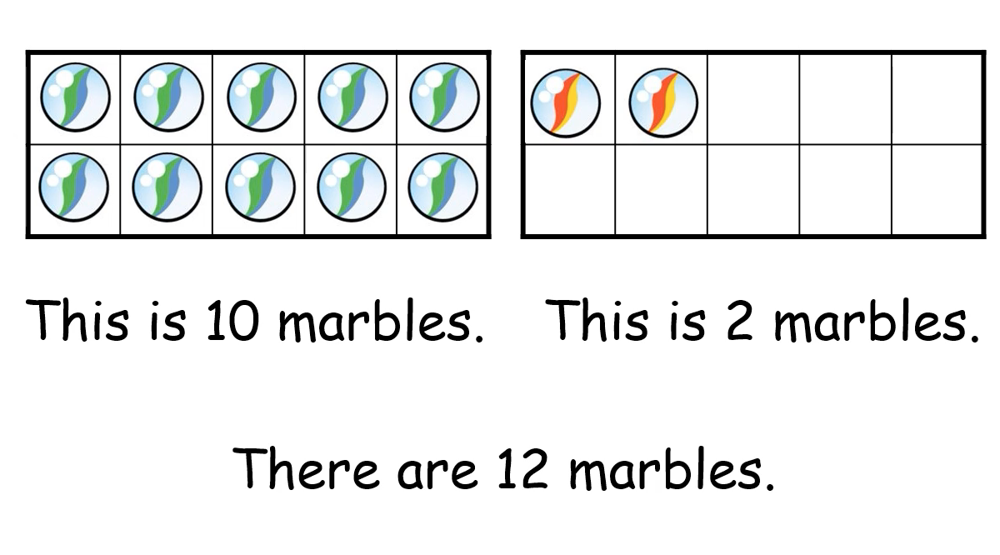 This is 10 marbles.
This is 2 marbles.
There are 12 marbles.